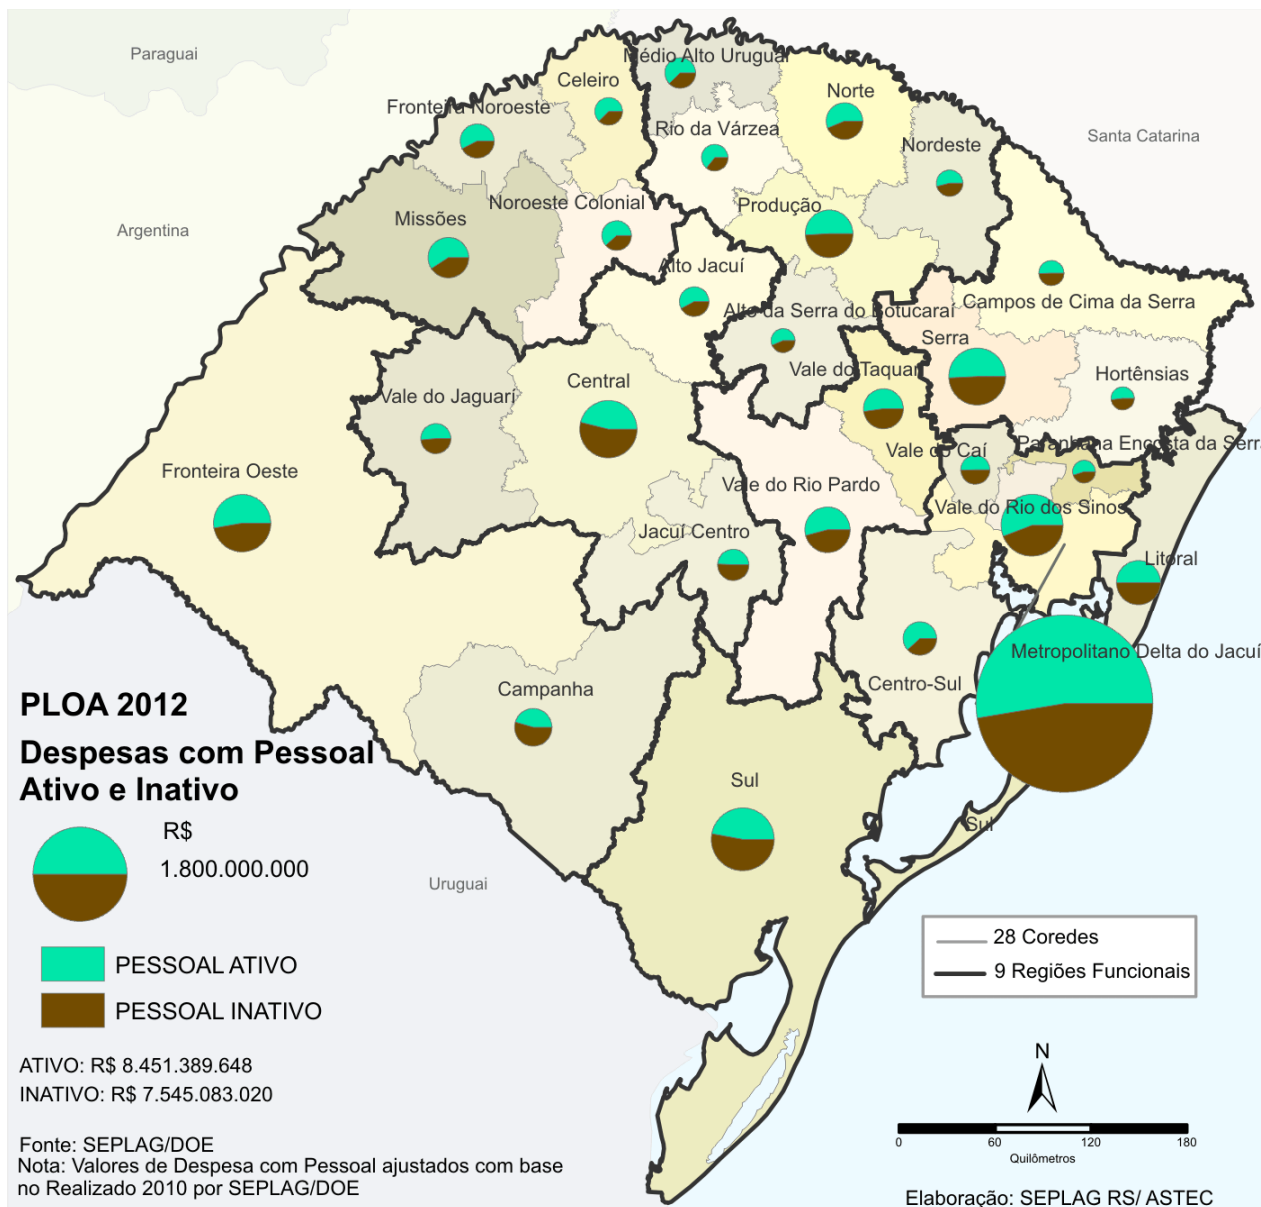 Paraguai
Médio Alto Uruguai
Celeiro
Norte
Fronteira Noroeste
Rio da Várzea
Santa Catarina
Nordeste
Noroeste Colonial
Produção
Missões
Argentina
Alto Jacuí
Campos de Cima da Serra
Alto da Serra do Botucaraí
Serra
Vale do Taquari
Hortênsias
Central
Vale do Jaguarí
Paranhana Encosta da Serra
Vale do Caí
Fronteira Oeste
Vale do Rio Pardo
Vale do Rio dos Sinos
Jacuí Centro
Litoral
Metropolitano Delta do Jacuí
Centro-Sul
Campanha
PLOA 2012
Despesas com Pessoal
Ativo e Inativo
Sul
Sul
R$
1.800.000.000
Uruguai
PESSOAL ATIVO
PESSOAL INATIVO
28 Coredes
9 Regiões Funcionais
ATIVO: R$ 8.451.389.648
INATIVO: R$ 7.545.083.020
N
0 60 120 180
Quilômetros
Fonte: SEPLAG/DOE
Nota: Valores de Despesa com Pessoal ajustados com base
no Realizado 2010 por SEPLAG/DOE
Elaboração: SEPLAG RS/ ASTEC